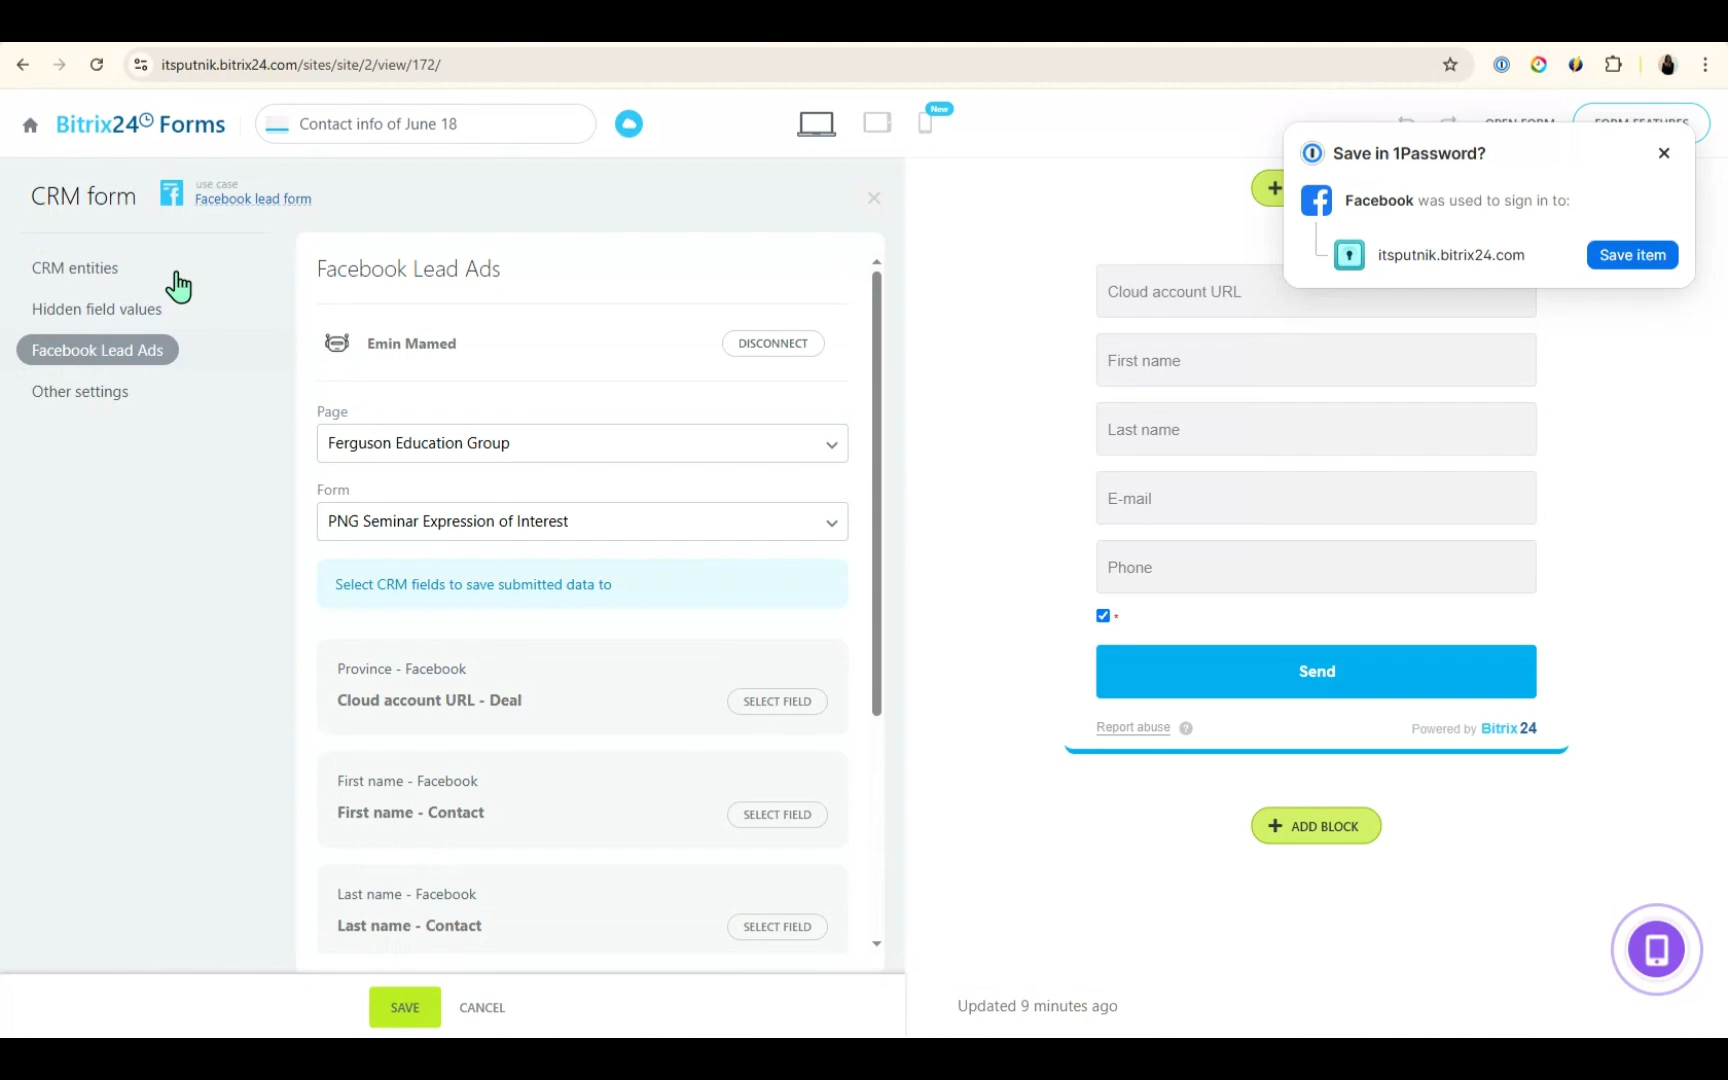 itsputnik.bitrix24.com/sites/site/2/view/172/
Bitrix24 Forms
Contact info of June 18
New
OPEN FORM
FORM FEATURES
CRM form
use case
Facebook lead form
CRM entities
Hidden field values
Facebook Lead Ads
Other settings
Facebook Lead Ads
Emin Mamed
DISCONNECT
Page
Ferguson Education Group
Form
PNG Seminar Expression of Interest
Select CRM fields to save submitted data to
Province - Facebook
Cloud account URL - Deal
SELECT FIELD
First name - Facebook
First name - Contact
SELECT FIELD
Last name - Facebook
Last name - Contact
SELECT FIELD
SAVE
CANCEL
Save in 1Password?
Facebook was used to sign in to:
itsputnik.bitrix24.com
Save item
Cloud account URL
First name
Last name
E-mail
Phone
*
Send
Report abuse ?
Powered by Bitrix 24
+ ADD BLOCK
Updated 9 minutes ago